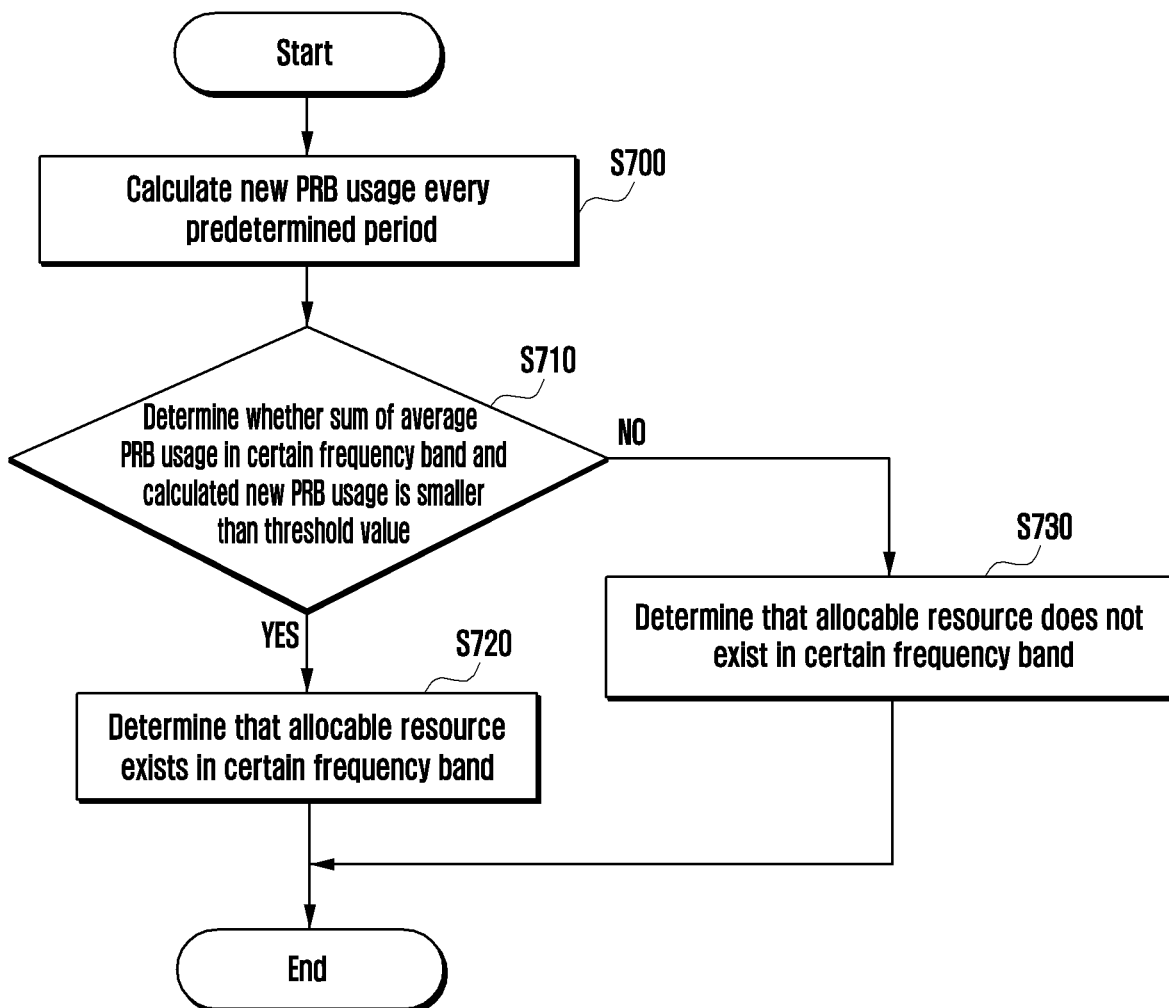 Start
S700
Calculate new PRB usage every
predetermined period
S710
Determine whether sum of average
PRB usage in certain frequency band and
calculated new PRB usage is smaller
than threshold value
NO
YES
S730
Determine that allocable resource does not
exist in certain frequency band
S720
Determine that allocable resource
exists in certain frequency band
End